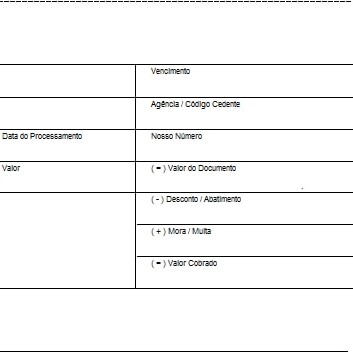 Vencimento
Agência / Código Cedente
Data do Processamento
Nosso Número
Valor
( = ) Valor do Documento
( - ) Desconto / Abatimento
( + ) Mora / Multa
( = ) Valor Cobrado